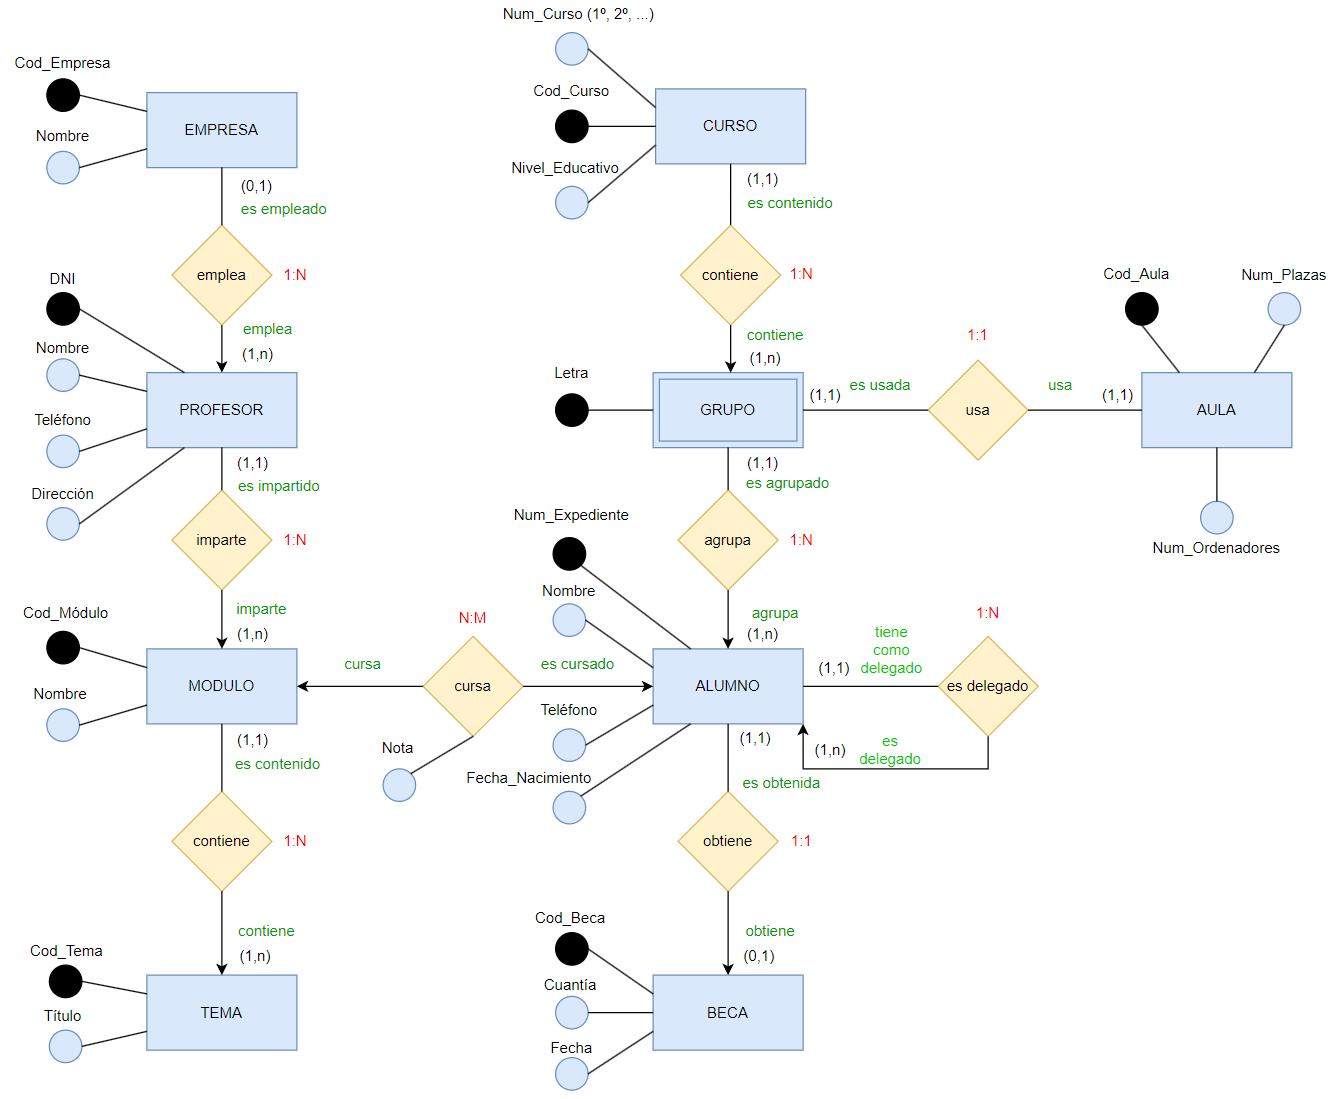 Num_Curso (1º, 2º, ...)
Cod_Empresa
Cod_Curso
EMPRESA
CURSO
Nombre
Nivel_Educativo
(0,1)
es empleado
(1,1)
es contenido
emplea
1:N
contiene
1:N
DNI
Cod_Aula
Num_Plazas
emplea
(1,n)
contiene
(1,n)
1:1
Nombre
Letra
es usada
usa
(1,1)
(1,1)
PROFESOR
GRUPO
usa
AULA
Teléfono
(1,1)
es impartido
(1,1)
es agrupado
Dirección
Num_Expediente
imparte
1:N
agrupa
1:N
Num_Ordenadores
Nombre
Cod_Módulo
imparte
(1,n)
N:M
agrupa
(1,n)
1:N
tiene
como
delegado
(1,1)
cursa
es cursado
MODULO
cursa
ALUMNO
es delegado
Nombre
Teléfono
(1,1)
es contenido
Nota
(1,1)
(1,n)
es
delegado
Fecha_Nacimiento
es obtenida
contiene
1:N
obtiene
1:1
Cod_Beca
contiene
(1,n)
obtiene
(0,1)
Cod_Tema
Cuantía
TEMA
BECA
Título
Fecha